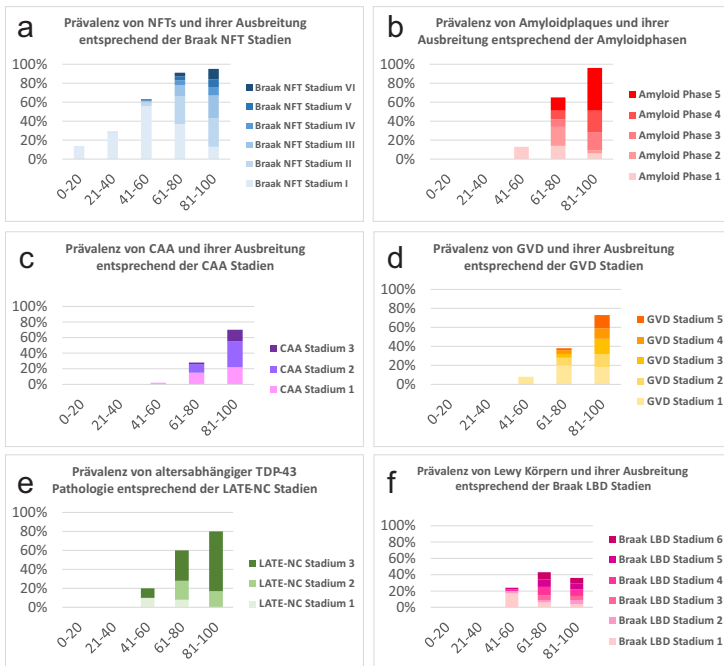 a
Prävalenz von NFTs und ihrer Ausbreitung
entsprechend der Braak NFT Stadien
100%
80%
60%
40%
20%
0%
0-20
21-40
41-60
61-80
81-100
Braak NFT Stadium VI
Braak NFT Stadium V
Braak NFT Stadium IV
Braak NFT Stadium III
Braak NFT Stadium II
Braak NFT Stadium I
b
Prävalenz von Amyloidplaques und ihrer
Ausbreitung entsprechend der Amyloidphasen
100%
80%
60%
40%
20%
0%
0-20
21-40
41-60
61-80
81-100
Amyloid Phase 5
Amyloid Phase 4
Amyloid Phase 3
Amyloid Phase 2
Amyloid Phase 1
c
Prävalenz von CAA und ihrer Ausbreitung
entsprechend der CAA Stadien
100%
80%
60%
40%
20%
0%
0-20
21-40
41-60
61-80
81-100
CAA Stadium 3
CAA Stadium 2
CAA Stadium 1
d
Prävalenz von GVD und ihrer Ausbreitung
entsprechend der GVD Stadien
100%
80%
60%
40%
20%
0%
0-20
21-40
41-60
61-80
81-100
GVD Stadium 5
GVD Stadium 4
GVD Stadium 3
GVD Stadium 2
GVD Stadium 1
e
Prävalenz von altersabhängiger TDP-43
Pathologie entsprechend der LATE-NC Stadien
100%
80%
60%
40%
20%
0%
0-20
21-40
41-60
61-80
81-100
LATE-NC Stadium 3
LATE-NC Stadium 2
LATE-NC Stadium 1
f
Prävalenz von Lewy Körpern und ihrer Ausbreitung
entsprechend der Braak LBD Stadien
100%
80%
60%
40%
20%
0%
0-20
21-40
41-60
61-80
81-100
Braak LBD Stadium 6
Braak LBD Stadium 5
Braak LBD Stadium 4
Braak LBD Stadium 3
Braak LBD Stadium 2
Braak LBD Stadium 1